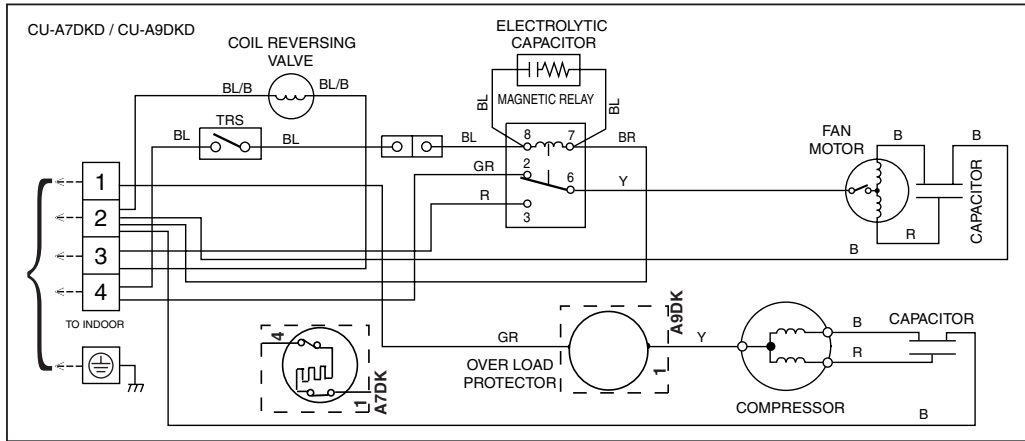 CU-A7DKD / CU-A9DKD
ELECTROLYTIC
CAPACITOR
COIL REVERSING
VALVE
BL/B
BL/B
BL
MAGNETIC RELAY
BL
TRS
BL
BL
BL
8
7
BR
FAN
MOTOR
B
B
CAPACITOR
GR
2
6
Y
R
3
R
B
1
2
3
4
TO INDOOR
4
1
A7DK
GR
OVER LOAD
PROTECTOR
1
A9DK
Y
B
CAPACITOR
R
COMPRESSOR
B